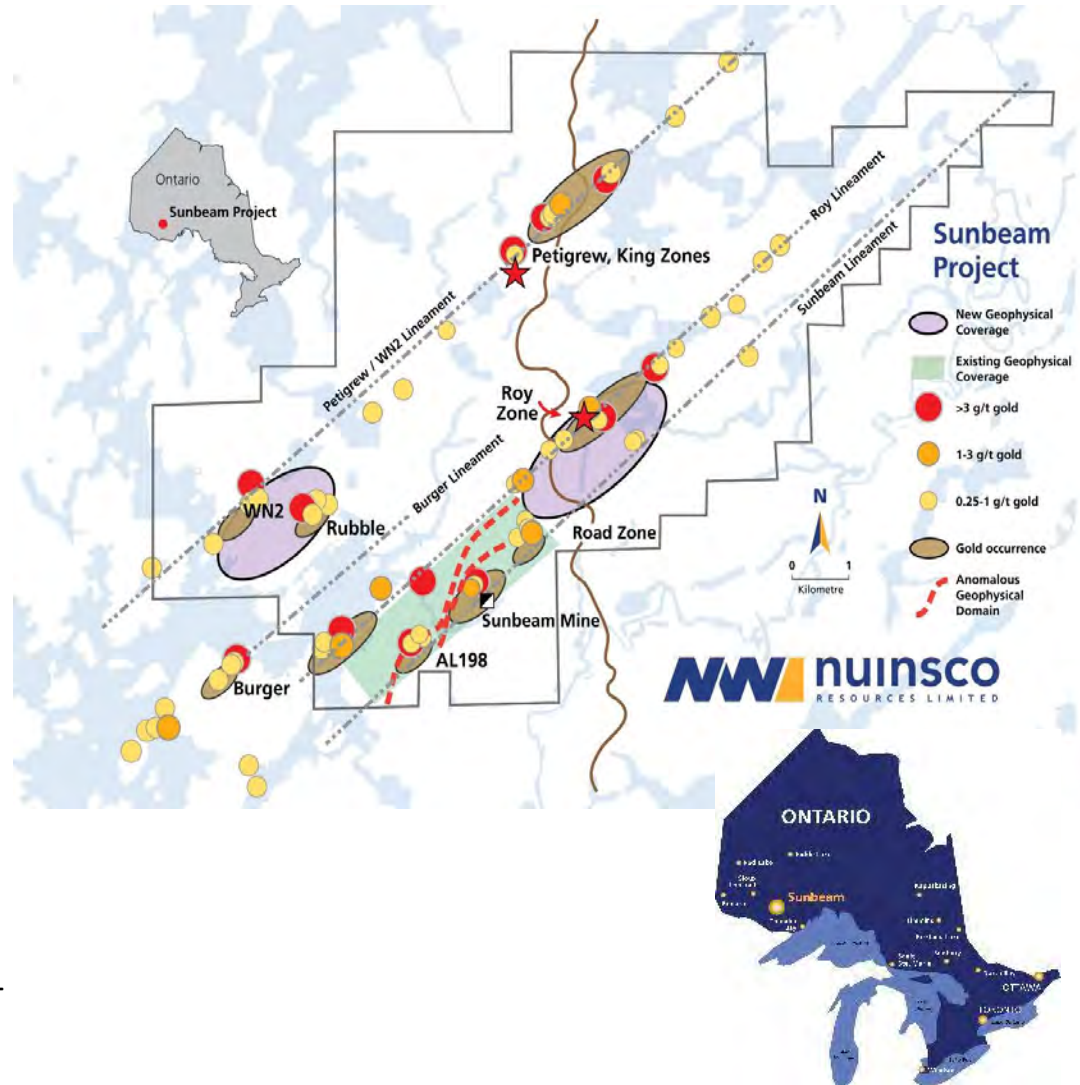 Ontario
Sunbeam Project
Petigrew, King Zones
Petigrew / WN2 Lineament
Roy Lineament
Sunbeam Lineament
Burger Lineament
Roy
Zone
WN2
Rubble
Road Zone
Sunbeam Mine
AL198
Burger
Sunbeam
Project
New Geophysical
Coverage
Existing Geophysical
Coverage
>3 g/t gold
1-3 g/t gold
0.25-1 g/t gold
Gold occurrence
Anomalous
Geophysical
Domain
N
0 1
Kilometre
NW nuinsco
RESOURCES LIMITED
ONTARIO
Sunbeam
OTTAWA
TORONTO